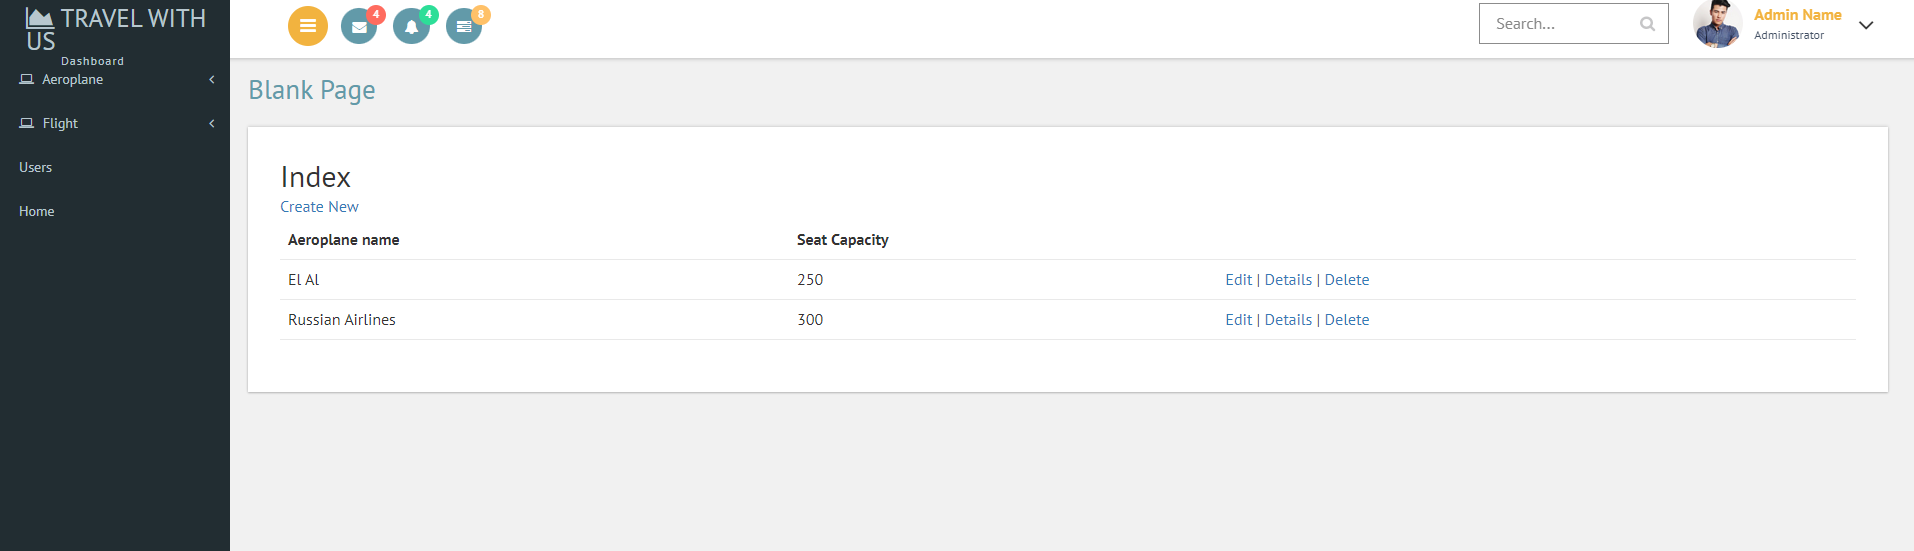 TRAVEL WITH
US
Dashboard
Aeroplane
Flight
Users
Home
4
4
8
Search...
Admin Name
Administrator
Blank Page
Index
Create New
Aeroplane name Seat Capacity
El Al 250 Edit | Details | Delete
Russian Airlines 300 Edit | Details | Delete